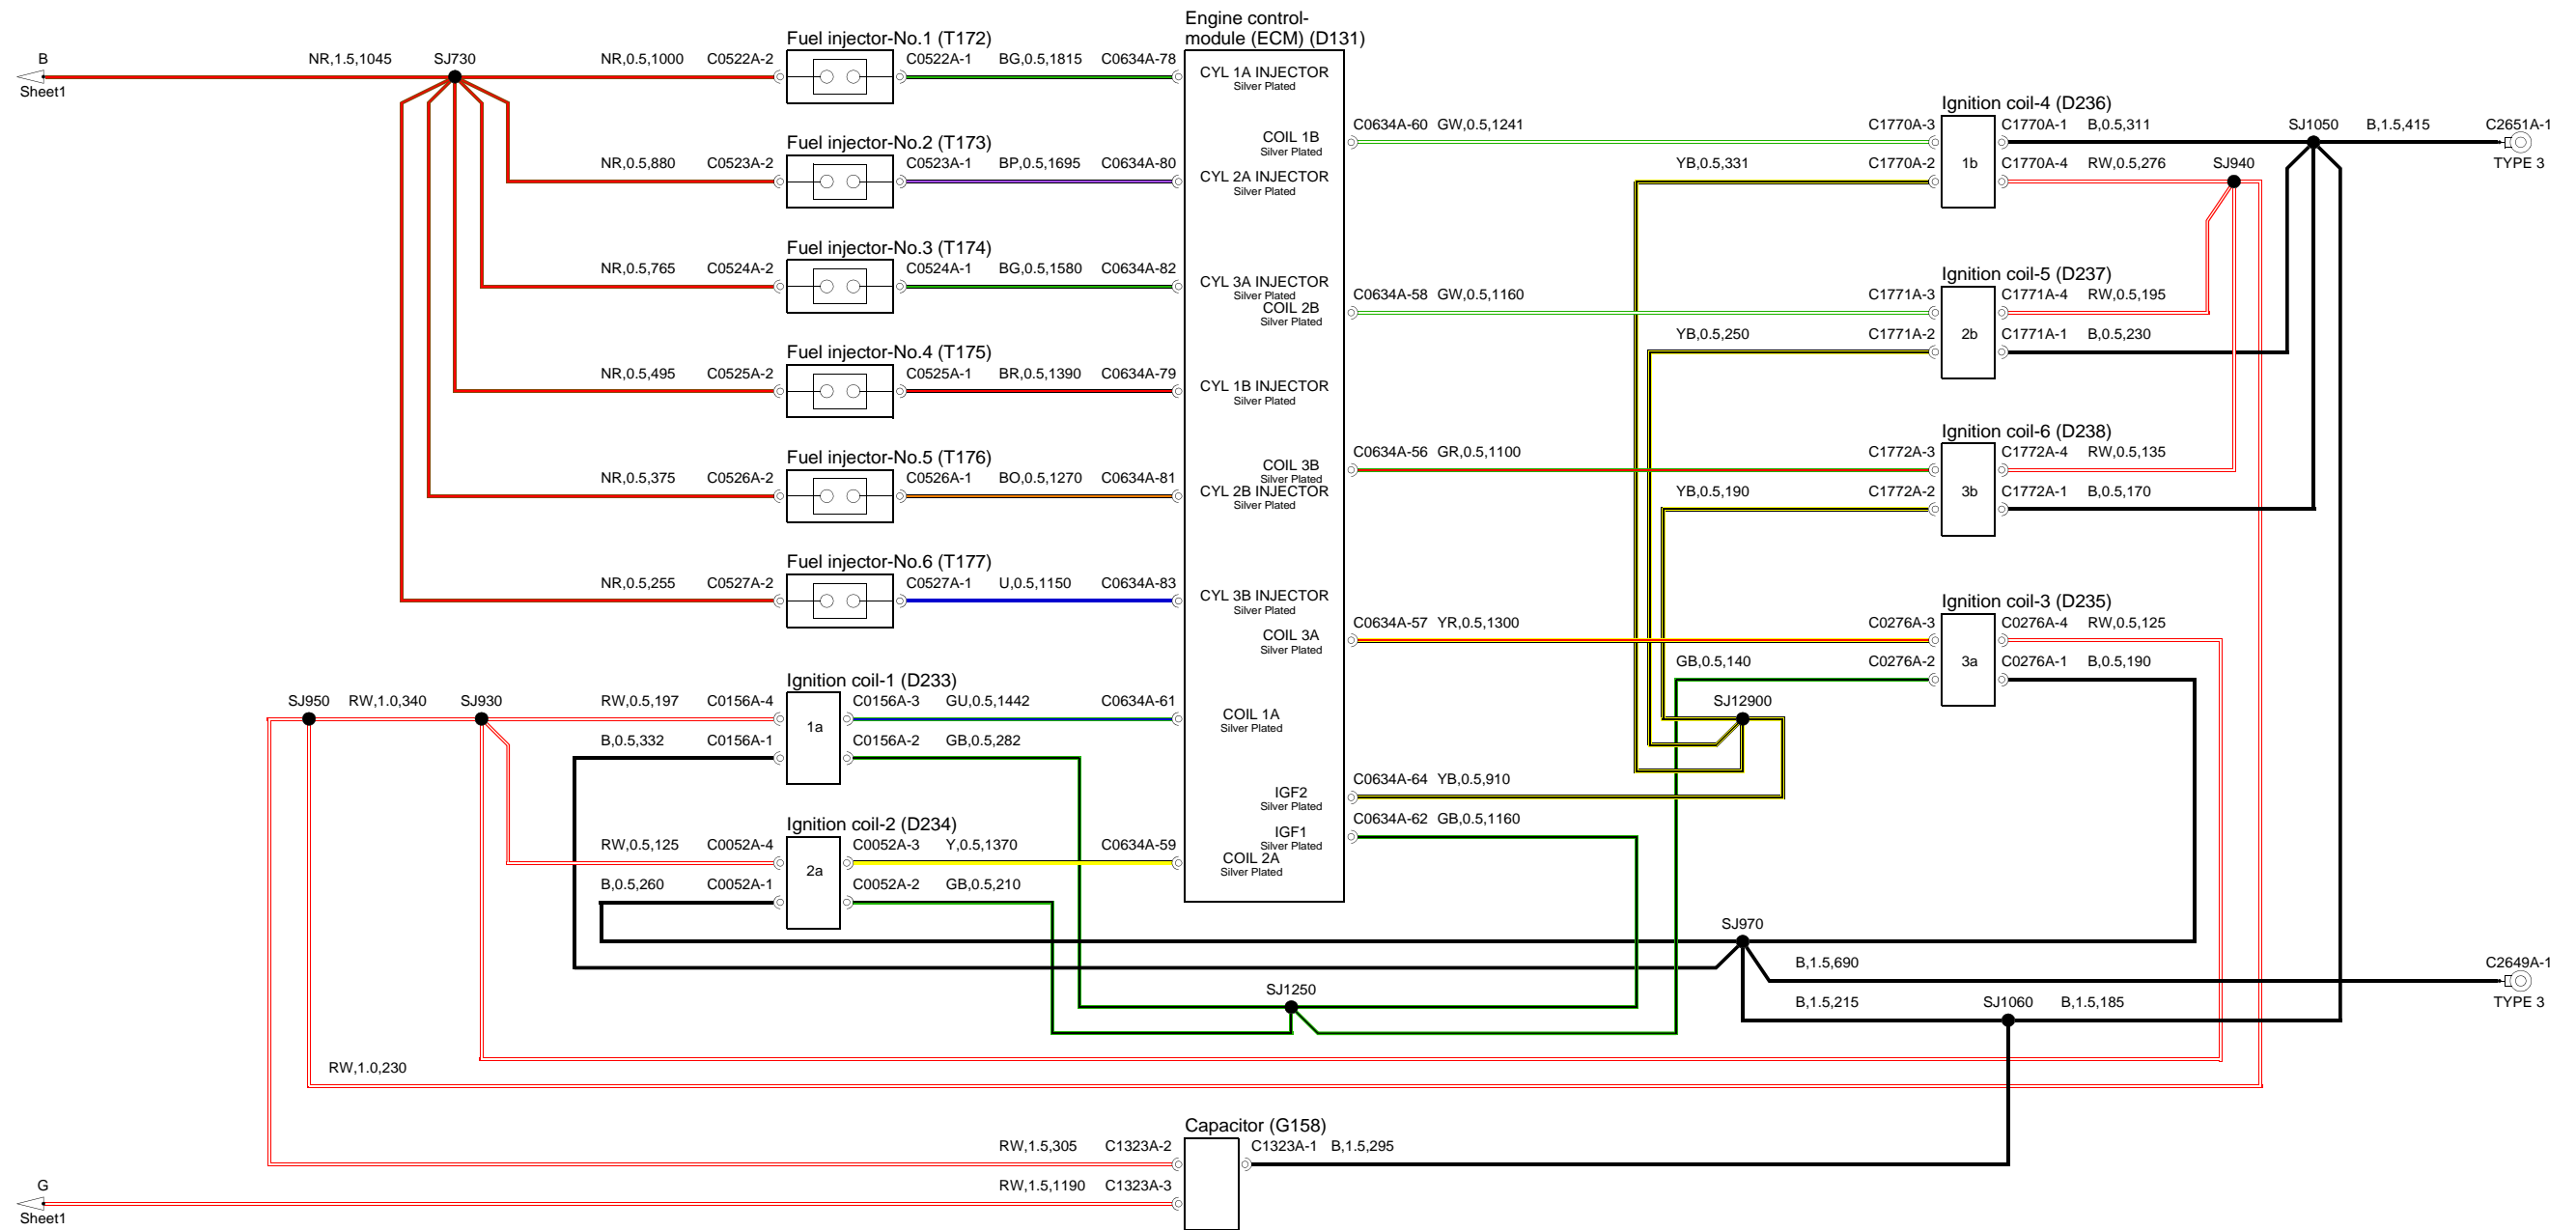 Engine control-
module (ECM) (D131)
B
Sheet1
NR,1.5,1045
SJ730
NR,0.5,1000
C0522A-2
Fuel injector-No.1 (T172)
C0522A-1
BG,0.5,1815
C0634A-78
CYL 1A INJECTOR
Silver Plated
NR,0.5,880
C0523A-2
Fuel injector-No.2 (T173)
C0523A-1
BP,0.5,1695
C0634A-80
CYL 2A INJECTOR
Silver Plated
NR,0.5,765
C0524A-2
Fuel injector-No.3 (T174)
C0524A-1
BG,0.5,1580
C0634A-82
CYL 3A INJECTOR
Silver Plated
NR,0.5,495
C0525A-2
Fuel injector-No.4 (T175)
C0525A-1
BR,0.5,1390
C0634A-79
CYL 1B INJECTOR
Silver Plated
NR,0.5,375
C0526A-2
Fuel injector-No.5 (T176)
C0526A-1
BO,0.5,1270
C0634A-81
CYL 2B INJECTOR
Silver Plated
NR,0.5,255
C0527A-2
Fuel injector-No.6 (T177)
C0527A-1
U,0.5,1150
C0634A-83
CYL 3B INJECTOR
Silver Plated
SJ950
RW,1.0,340
SJ930
RW,0.5,197
C0156A-4
Ignition coil-1 (D233)
1a
C0156A-3
GU,0.5,1442
C0634A-61
COIL 1A
Silver Plated
B,0.5,332
C0156A-1
C0156A-2
GB,0.5,282
RW,0.5,125
C0052A-4
Ignition coil-2 (D234)
2a
C0052A-3
Y,0.5,1370
C0634A-59
COIL 2A
Silver Plated
B,0.5,260
C0052A-1
C0052A-2
GB,0.5,210
COIL 1B
Silver Plated
C0634A-60
GW,0.5,1241
C1770A-3
Ignition coil-4 (D236)
1b
C1770A-1
B,0.5,311
SJ1050
B,1.5,415
C2651A-1
TYPE 3
YB,0.5,331
C1770A-2
C1770A-4
RW,0.5,276
SJ940
COIL 2B
Silver Plated
C0634A-58
GW,0.5,1160
C1771A-3
Ignition coil-5 (D237)
2b
C1771A-4
RW,0.5,195
YB,0.5,250
C1771A-2
C1771A-1
B,0.5,230
COIL 3B
Silver Plated
C0634A-56
GR,0.5,1100
C1772A-3
Ignition coil-6 (D238)
3b
C1772A-4
RW,0.5,135
YB,0.5,190
C1772A-2
C1772A-1
B,0.5,170
COIL 3A
Silver Plated
C0634A-57
YR,0.5,1300
C0276A-3
Ignition coil-3 (D235)
3a
C0276A-4
RW,0.5,125
GB,0.5,140
C0276A-2
C0276A-1
B,0.5,190
SJ12900
IGF2
Silver Plated
C0634A-64
YB,0.5,910
IGF1
Silver Plated
C0634A-62
GB,0.5,1160
SJ970
B,1.5,690
C2649A-1
TYPE 3
SJ1250
B,1.5,215
SJ1060
B,1.5,185
RW,1.0,230
Capacitor (G158)
RW,1.5,305
C1323A-2
C1323A-1
B,1.5,295
G
Sheet1
RW,1.5,1190
C1323A-3